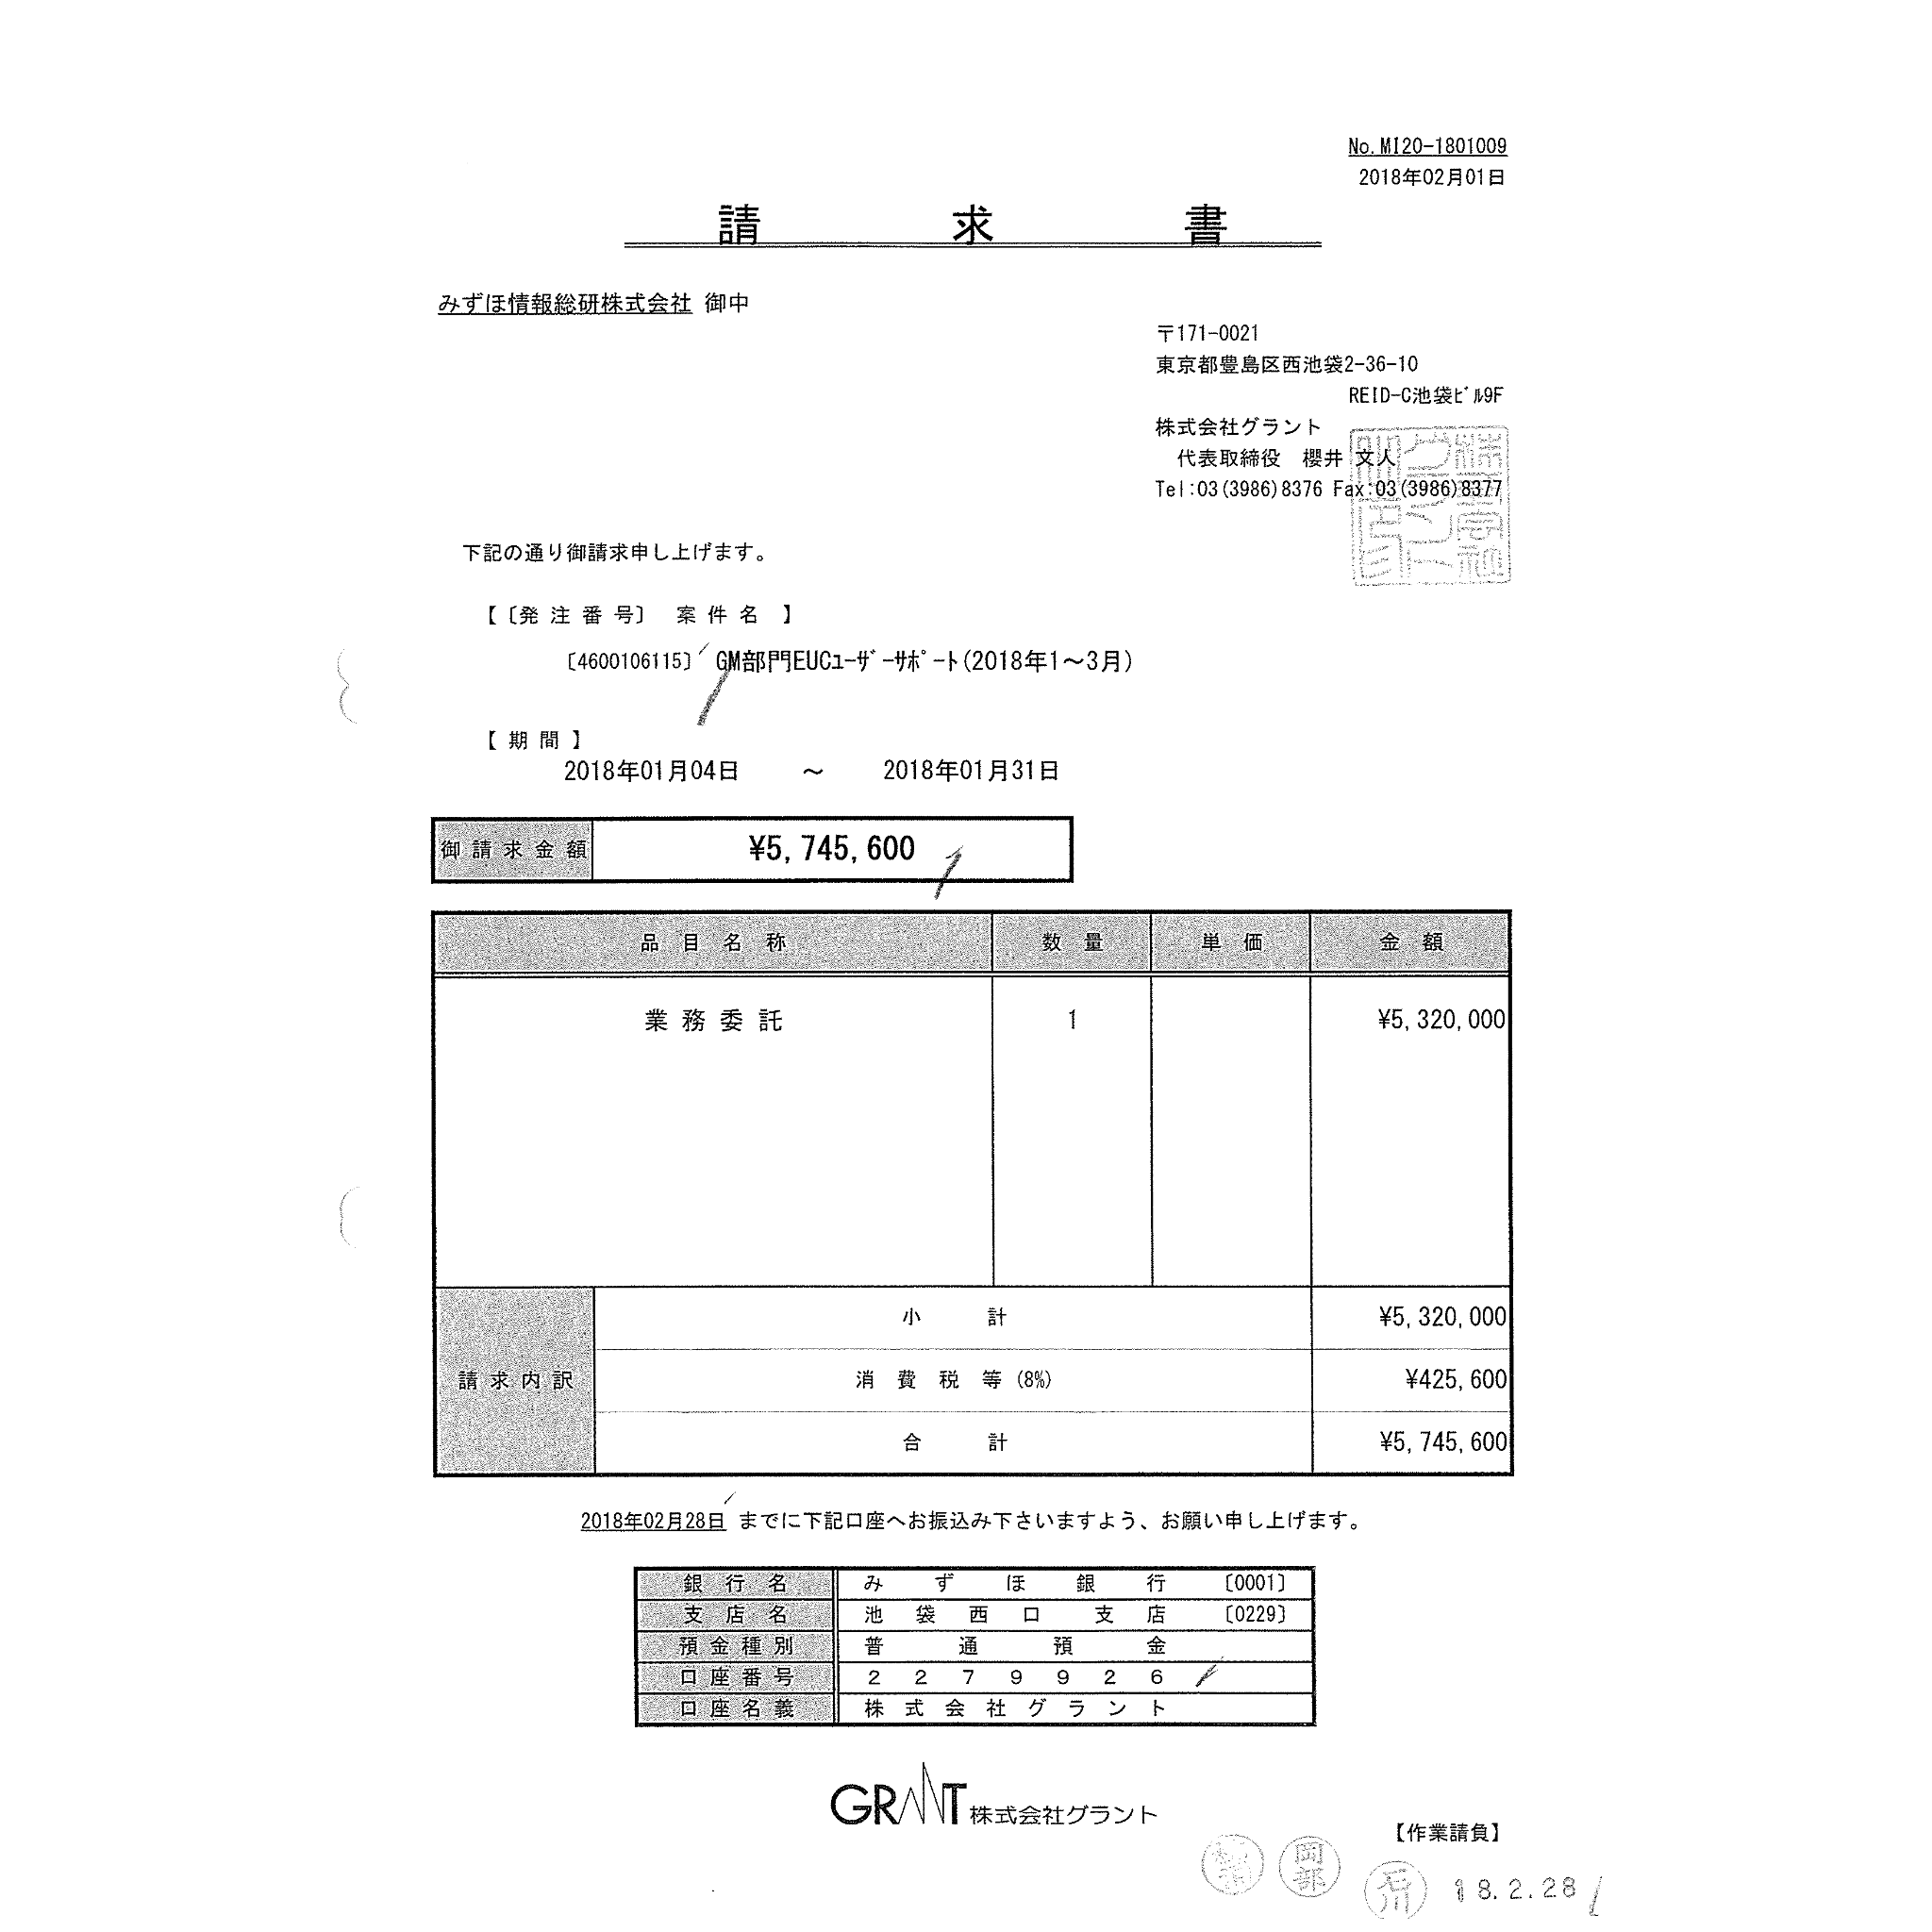 No.MI20-1801009
2018年02月01日
請求書
みずほ情報総研株式会社 御中
〒171-0021
東京都豊島区西池袋2-36-10
REID-C池袋ﾋﾞﾙ9F
株式会社グラント
代表取締役 櫻井 文人
Tel:03(3986)8376 Fax:03(3986)8377
下記の通り御請求申し上げます。
【〔発注番号〕 案件名 】
〔4600106115〕 GM部門EUCﾕｰｻﾞｰｻﾎﾟｰﾄ(2018年1～3月)
【期間】
2018年01月04日 ～ 2018年01月31日
御請求金額 ¥5,745,600
品目名称 数量 単価 金額
業務委託 1 ¥5,320,000
小計 ¥5,320,000
請求内訳 消費税等(8%) ¥425,600
合計 ¥5,745,600
2018年02月28日 までに下記口座へお振込み下さいますよう、お願い申し上げます。
銀行名 みずほ銀行 〔0001〕
支店名 池袋西口 支店 〔0229〕
預金種別 普通預金
口座番号 2279926
口座名義 株式会社グラント
GRANT 株式会社グラント
【作業請負】
岡部
石川
18.2.28